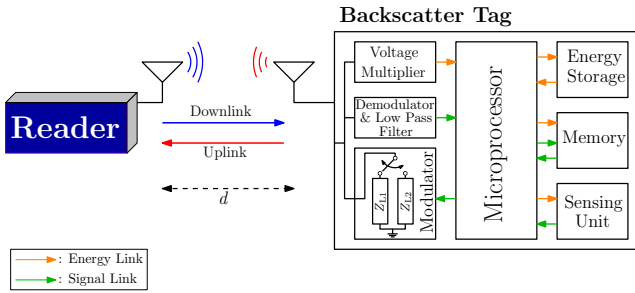 Backscatter Tag
Reader
Downlink
Uplink
d
Voltage
Multiplier
Demodulator
& Low Pass
Filter
Z_L1
Z_L2
Modulator
Microprocessor
Energy
Storage
Memory
Sensing
Unit
: Energy Link
: Signal Link